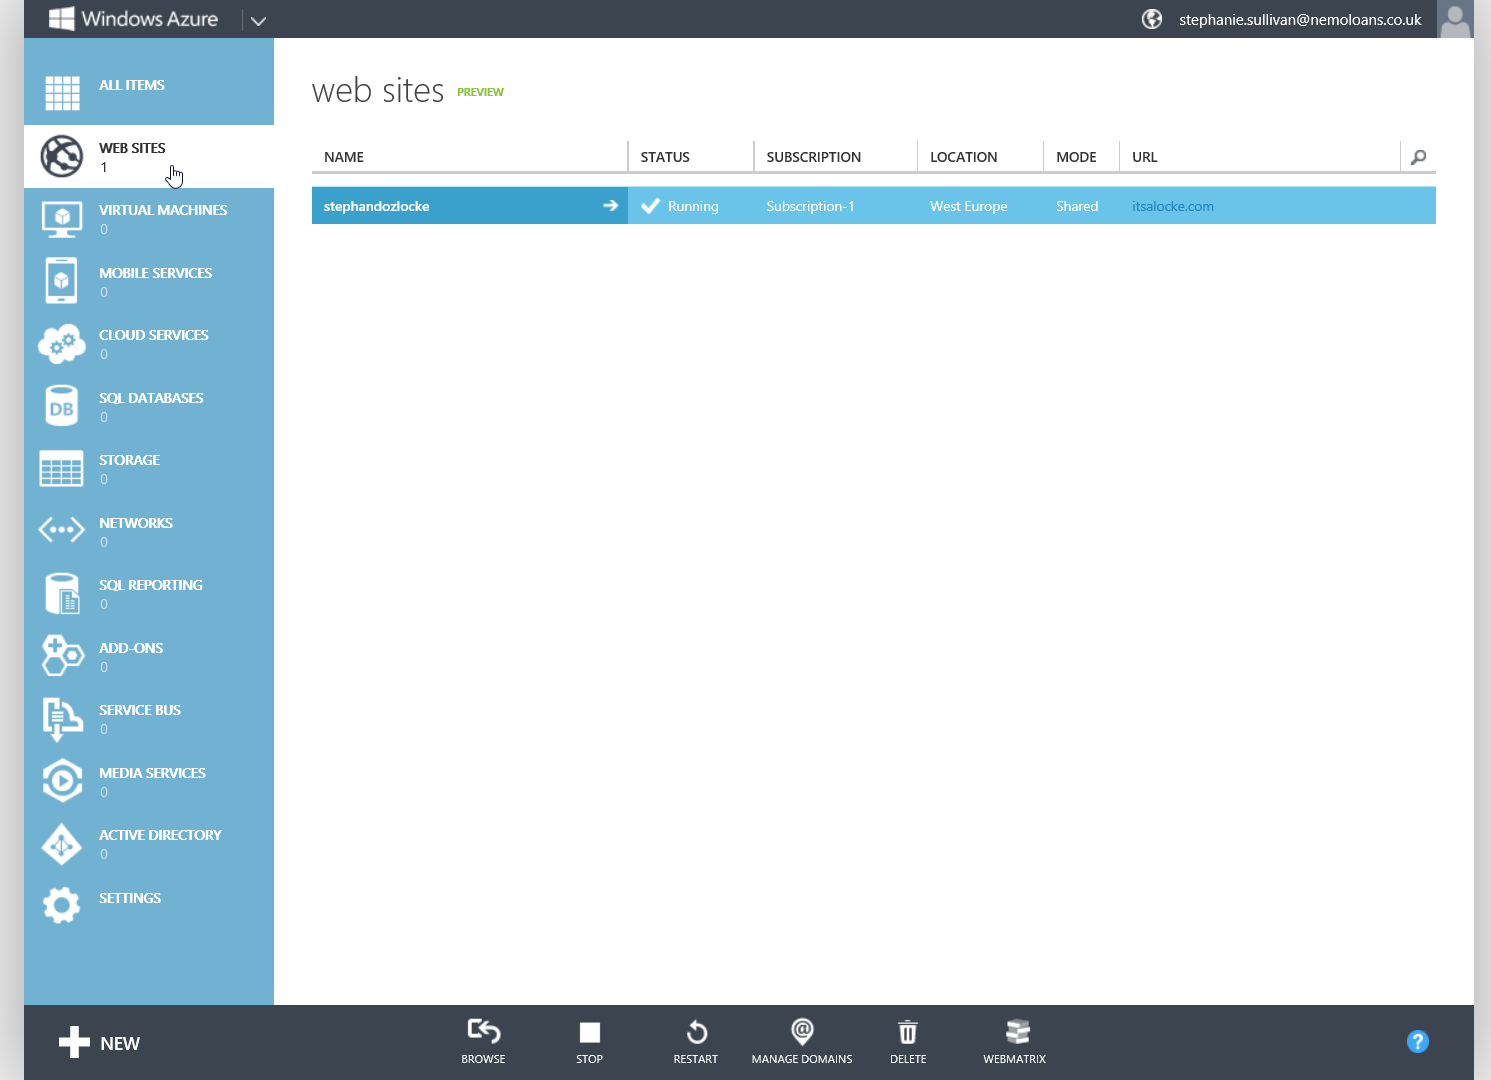 Windows Azure
stephanie.sullivan@nemoloans.co.uk
ALL ITEMS
WEB SITES
1
VIRTUAL MACHINES
0
MOBILE SERVICES
0
CLOUD SERVICES
0
SQL DATABASES
0
DB
STORAGE
0
NETWORKS
0
SQL REPORTING
0
ADD-ONS
0
SERVICE BUS
0
MEDIA SERVICES
0
ACTIVE DIRECTORY
0
SETTINGS
web sites PREVIEW
NAME STATUS SUBSCRIPTION LOCATION MODE URL
stephandozlocke Running Subscription-1 West Europe Shared itsalocke.com
NEW
BROWSE STOP RESTART MANAGE DOMAINS DELETE WEBMATRIX
?